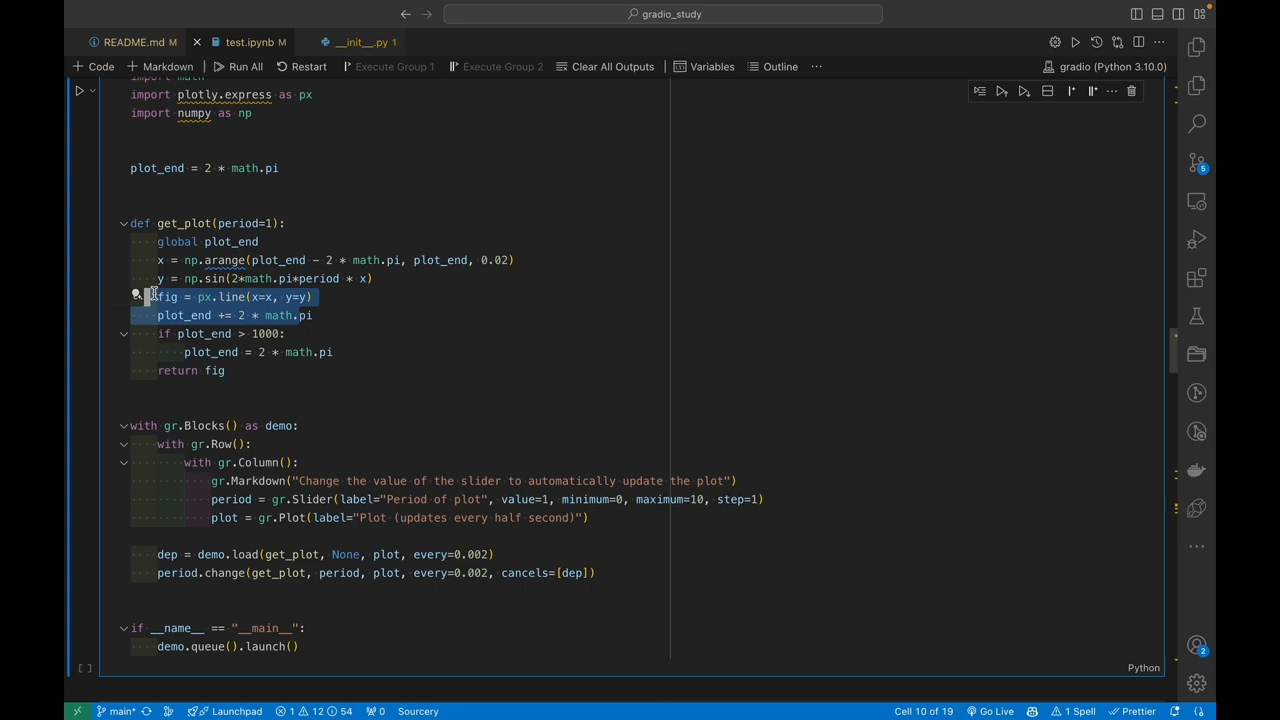 gradio_study
README.md M
test.ipynb M
__init__.py 1
Code
Markdown
Run All
Restart
Execute Group 1
Execute Group 2
Clear All Outputs
Variables
Outline
gradio (Python 3.10.0)
import math
import plotly.express as px
import numpy as np
plot_end = 2 * math.pi
def get_plot(period=1):
global plot_end
x = np.arange(plot_end - 2 * math.pi, plot_end, 0.02)
y = np.sin(2*math.pi*period * x)
fig = px.line(x=x, y=y)
plot_end += 2 * math.pi
if plot_end > 1000:
plot_end = 2 * math.pi
return fig
with gr.Blocks() as demo:
with gr.Row():
with gr.Column():
gr.Markdown("Change the value of the slider to automatically update the plot")
period = gr.Slider(label="Period of plot", value=1, minimum=0, maximum=10, step=1)
plot = gr.Plot(label="Plot (updates every half second)")
dep = demo.load(get_plot, None, plot, every=0.002)
period.change(get_plot, period, plot, every=0.002, cancels=[dep])
if __name__ == "__main__":
demo.queue().launch()
[ ]
Python
5
2
main*
Launchpad
1
12
54
0
Sourcery
Cell 10 of 19
Go Live
1 Spell
Prettier